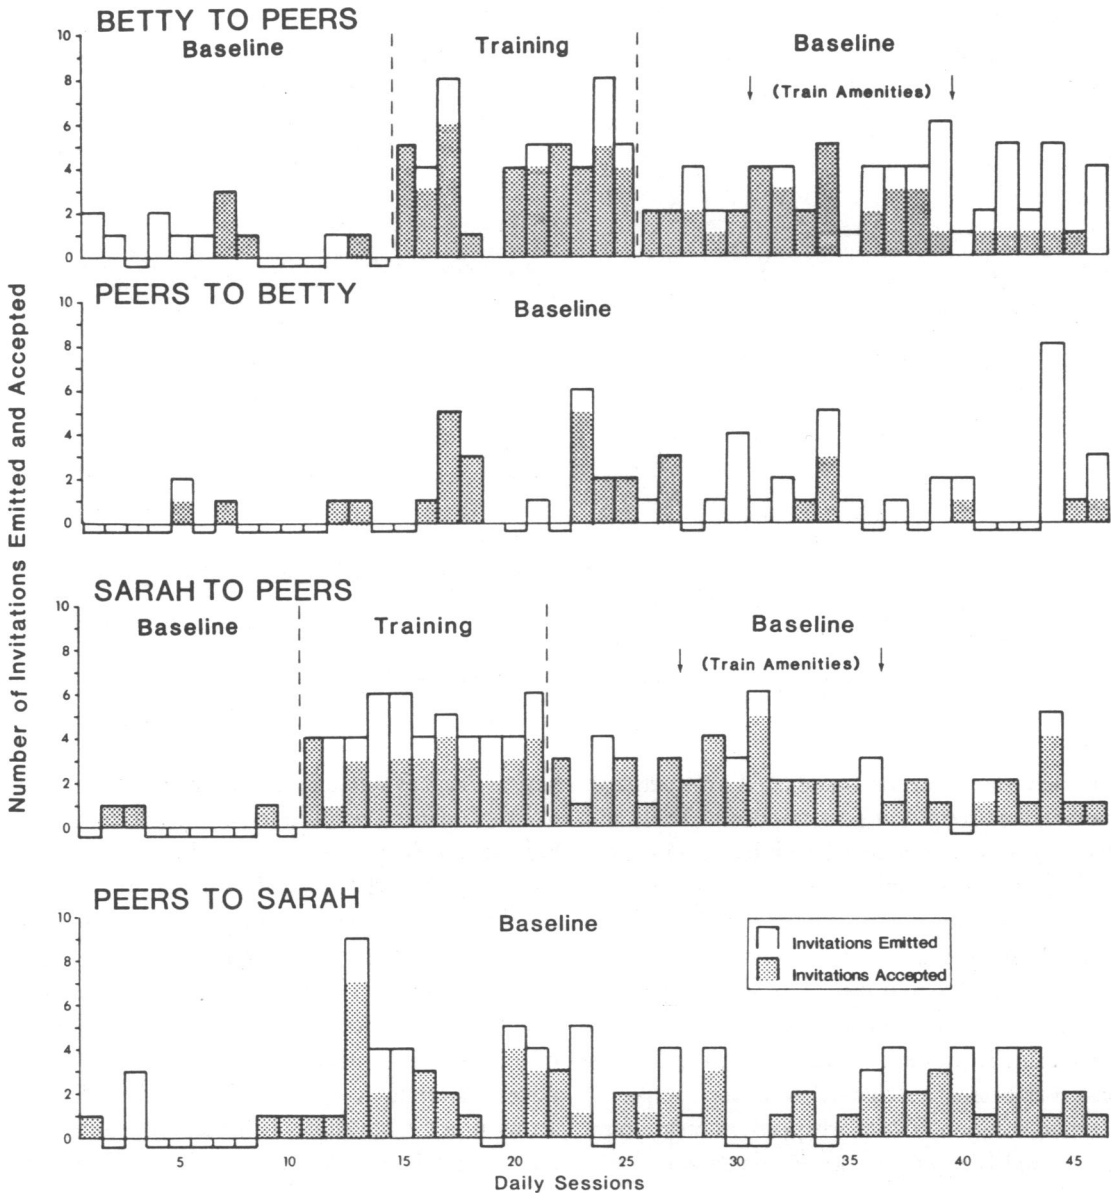 BETTY TO PEERS
Baseline Training Baseline
(Train Amenities)
10
8
6
4
2
0
PEERS TO BETTY
Baseline
10
8
6
4
2
0
Number of Invitations Emitted and Accepted
SARAH TO PEERS
Baseline Training Baseline
(Train Amenities)
10
8
6
4
2
0
PEERS TO SARAH
Baseline
Invitations Emitted
Invitations Accepted
10
8
6
4
2
0
5 10 15 20 25 30 35 40 45
Daily Sessions